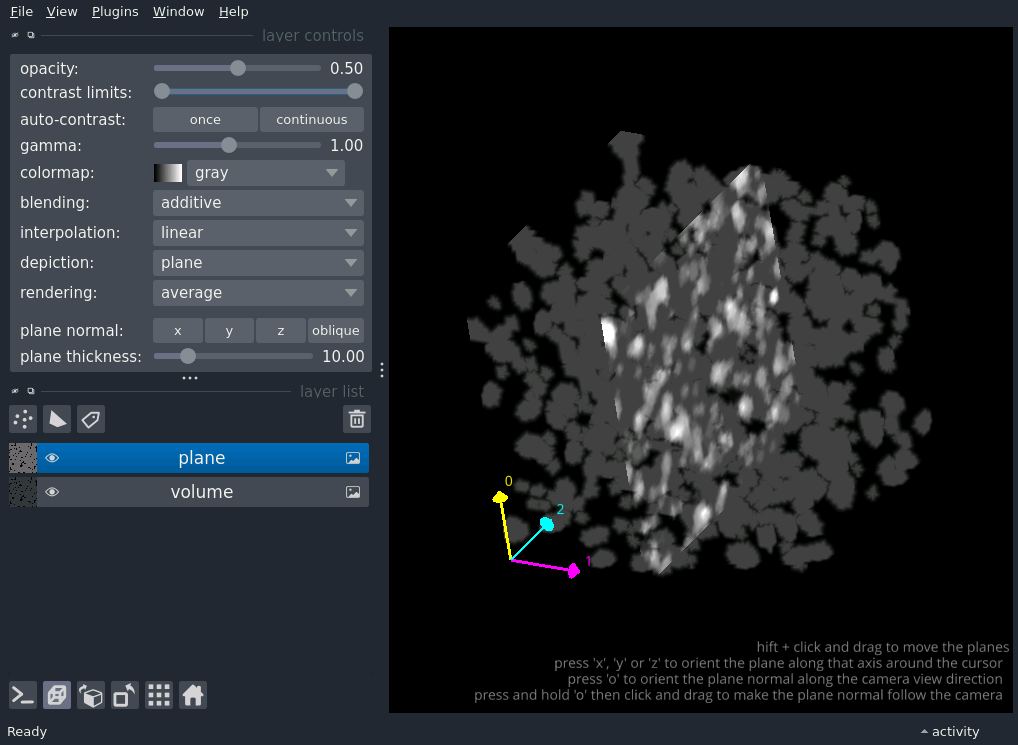 File View Plugins Window Help
layer controls
opacity: 0.50
contrast limits:
auto-contrast: once continuous
gamma: 1.00
colormap: gray
blending: additive
interpolation: linear
depiction: plane
rendering: average
plane normal: x y z oblique
plane thickness: 10.00
layer list
plane
volume
0
2
1
hift + click and drag to move the planes
press 'x', 'y' or 'z' to orient the plane along that axis around the cursor
press 'o' to orient the plane normal along the camera view direction
press and hold 'o' then click and drag to make the plane normal follow the camera
Ready activity